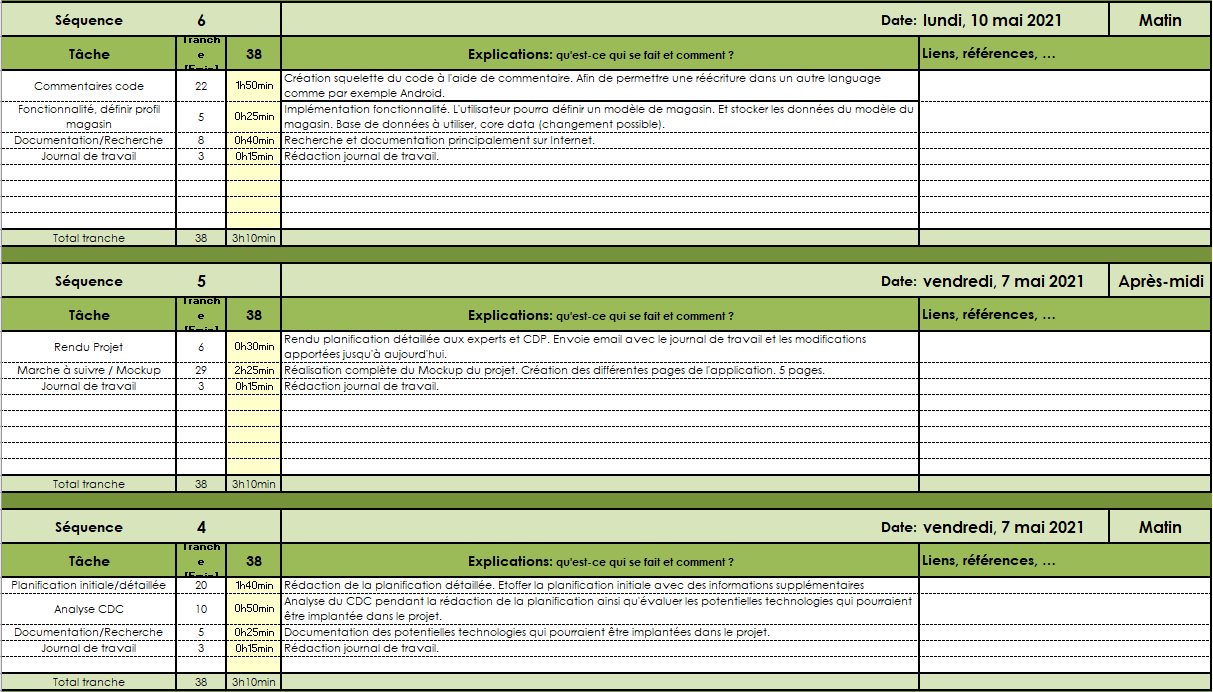 Séquence 6 Date: lundi, 10 mai 2021 Matin
Tâche Tranch e [5min] 38 Explications: qu'est-ce qui se fait et comment ? Liens, références, …
Commentaires code 22 1h50min Création squelette du code à l'aide de commentaire. Afin de permettre une réécriture dans un autre language
comme par exemple Android.
Fonctionnalité, définir profil
magasin 5 0h25min Implémentation fonctionnalité. L'utilisateur pourra définir un modèle de magasin. Et stocker les données du modèle du
magasin. Base de données à utiliser, core data (changement possible).
Documentation/Recherche 8 0h40min Recherche et documentation principalement sur Internet.
Journal de travail 3 0h15min Rédaction journal de travail.
Total tranche 38 3h10min
Séquence 5 Date: vendredi, 7 mai 2021 Après-midi
Tâche Tranch e [5min] 38 Explications: qu'est-ce qui se fait et comment ? Liens, références, …
Rendu Projet 6 0h30min Rendu planification détaillée aux experts et CDP. Envoie email avec le journal de travail et les modifications
apportées jusqu'à aujourd'hui.
Marche à suivre / Mockup 29 2h25min Réalisation complète du Mockup du projet. Création des différentes pages de l'application. 5 pages.
Journal de travail 3 0h15min Rédaction journal de travail.
Total tranche 38 3h10min
Séquence 4 Date: vendredi, 7 mai 2021 Matin
Tâche Tranch e [5min] 38 Explications: qu'est-ce qui se fait et comment ? Liens, références, …
Planification initiale/détaillée 20 1h40min Rédaction de la planification détaillée. Etoffer la planification initiale avec des informations supplémentaires
Analyse CDC 10 0h50min Analyse du CDC pendant la rédaction de la planification ainsi qu'évaluer les potentielles technologies qui pourraient
être implantée dans le projet.
Documentation/Recherche 5 0h25min Documentation des potentielles technologies qui pourraient être implantées dans le projet.
Journal de travail 3 0h15min Rédaction journal de travail.
Total tranche 38 3h10min